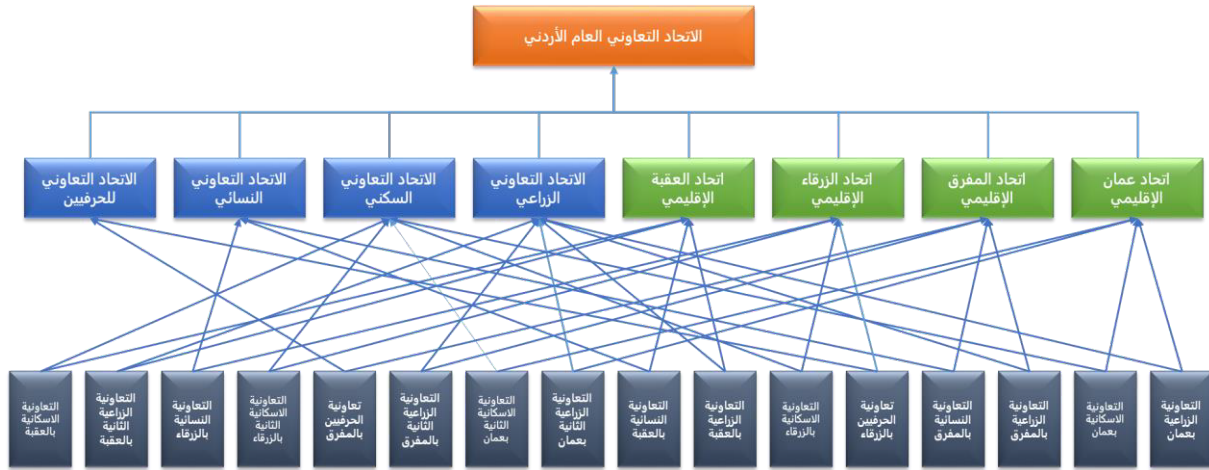 الاتحاد التعاوني العام الأردني
اتحاد عمان
الإقليمي
اتحاد المفرق
الإقليمي
اتحاد الزرقاء
الإقليمي
اتحاد العقبة
الإقليمي
الاتحاد التعاوني
الزراعي
الاتحاد التعاوني
السكني
الاتحاد التعاوني
النسائي
الاتحاد التعاوني
للحرفيين
التعاونية
الزراعية
بعمان
التعاونية
الاسكانية
بعمان
التعاونية
الزراعية
بالمفرق
التعاونية
النسائية
بالمفرق
تعاونية
الحرفيين
بالزرقاء
التعاونية
الاسكانية
بالزرقاء
التعاونية
الزراعية
بالعقبة
التعاونية
النسائية
بالعقبة
التعاونية
الزراعية
الثانية
بعمان
التعاونية
الاسكانية
الثانية
بعمان
التعاونية
الزراعية
الثانية
بالمفرق
تعاونية
الحرفيين
بالمفرق
التعاونية
الاسكانية
الثانية
بالزرقاء
التعاونية
النسائية
بالزرقاء
التعاونية
الزراعية
الثانية
بالعقبة
التعاونية
الاسكانية
بالعقبة